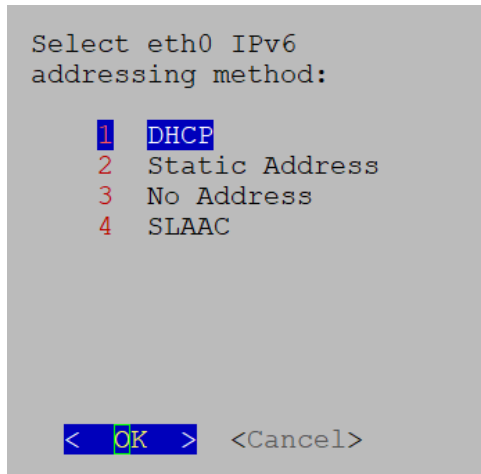 Select eth0 IPv6
addressing method:
1 DHCP
2 Static Address
3 No Address
4 SLAAC
< OK > <Cancel>